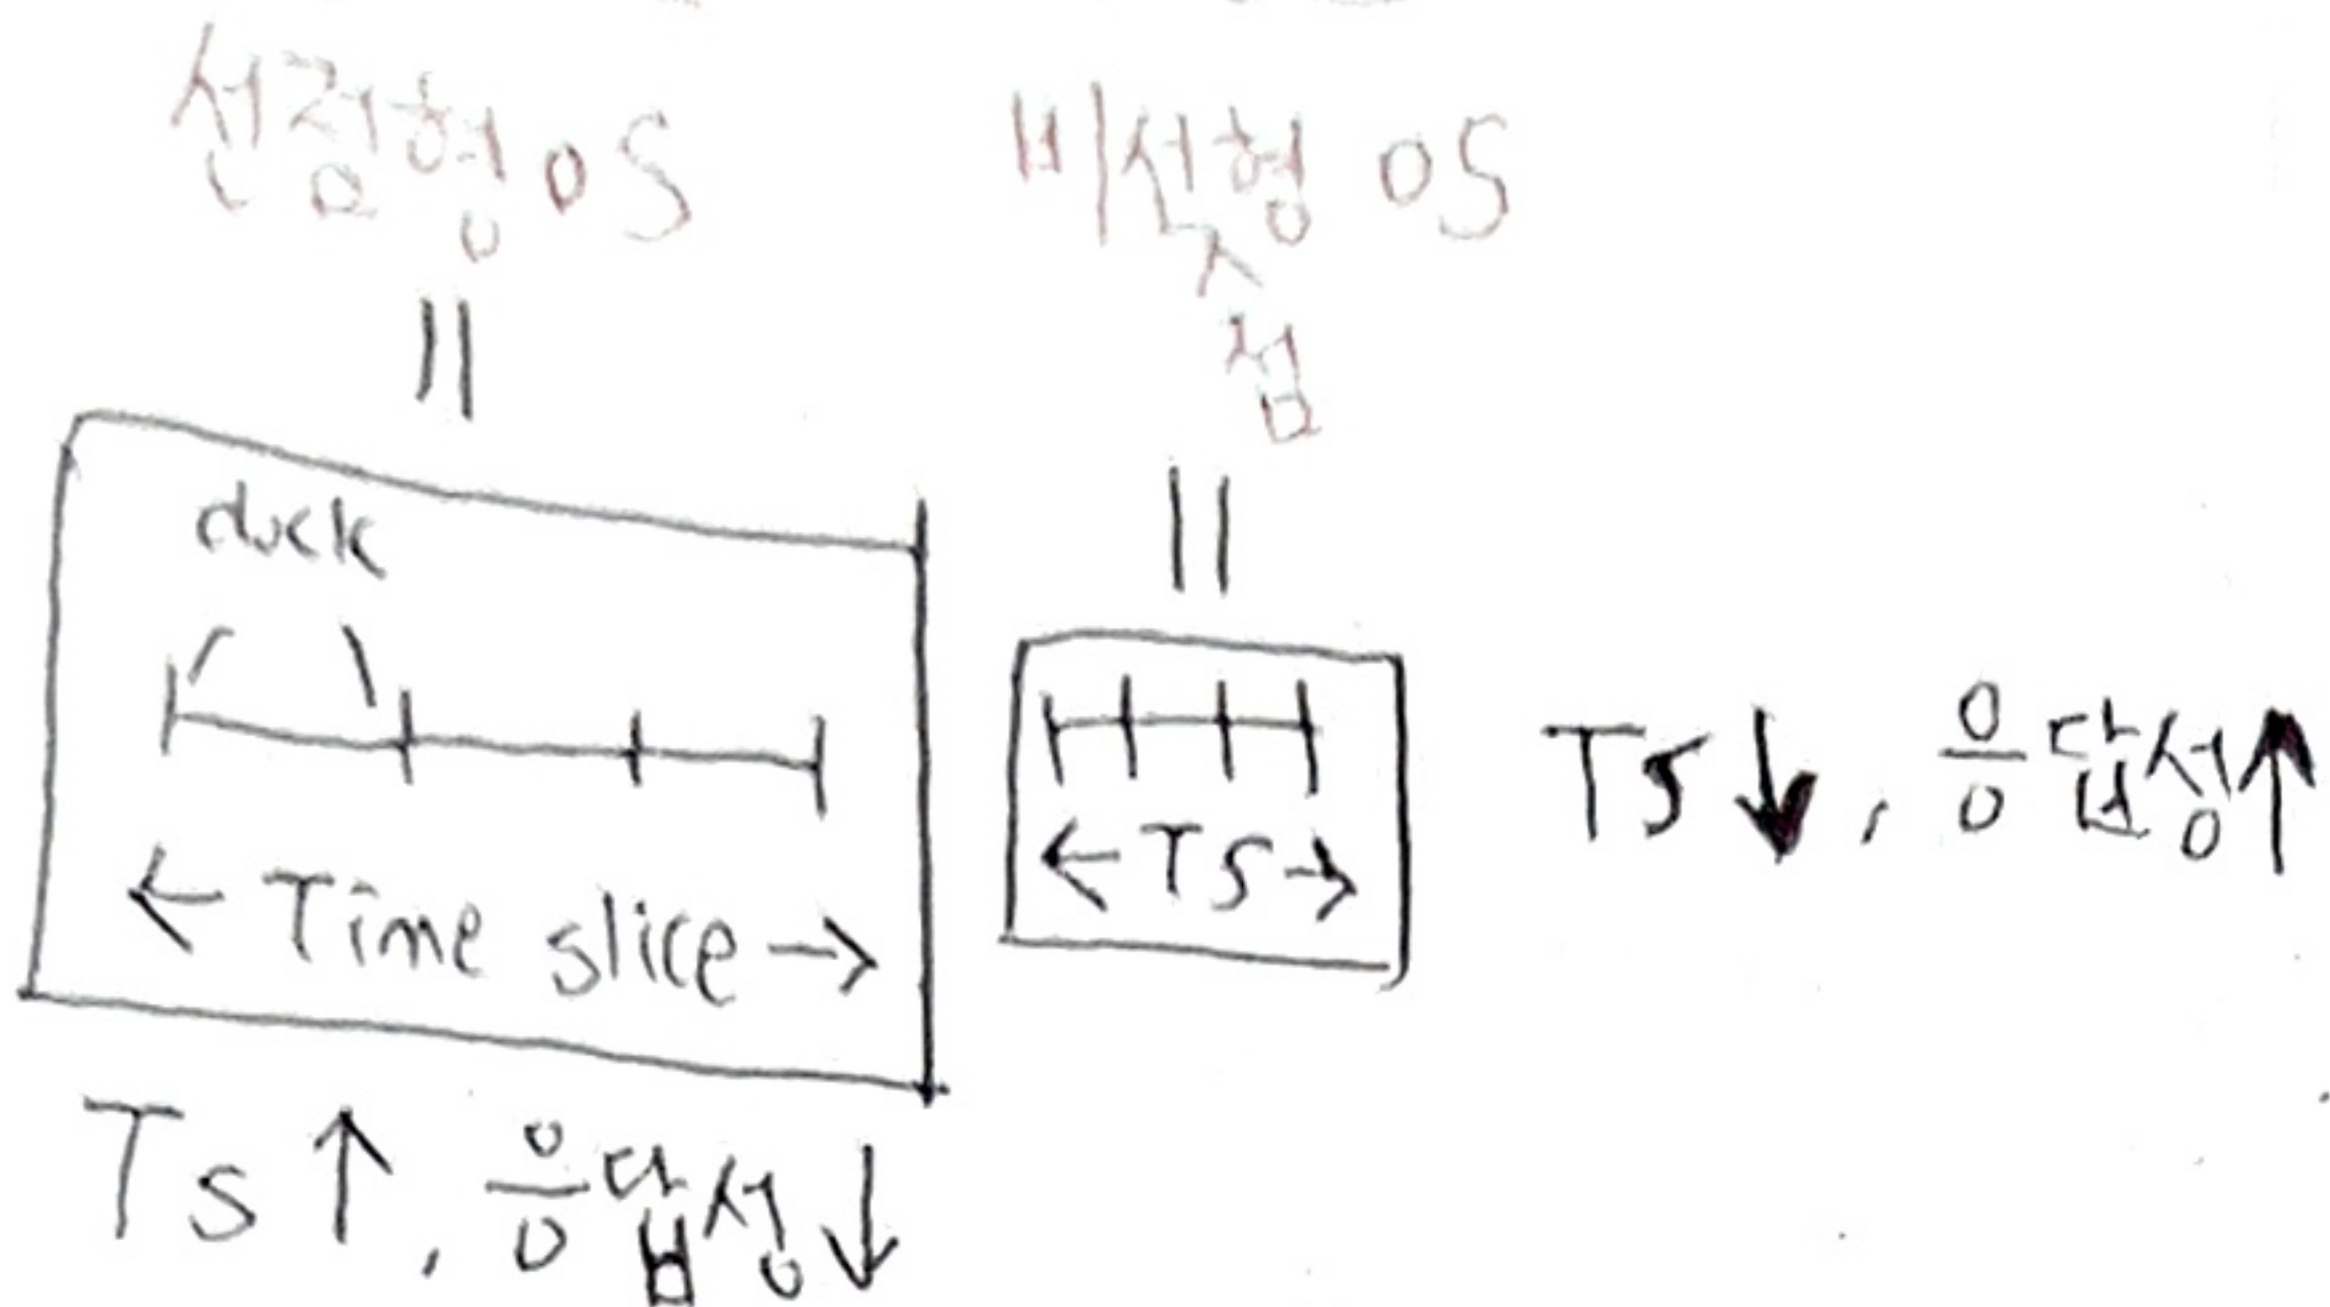 선점형 OS
비선형 OS
점
||
||
clock
← Time slice →
← TS →
TS ↓, 응답성 ↑
TS ↑, 응답성 ↓